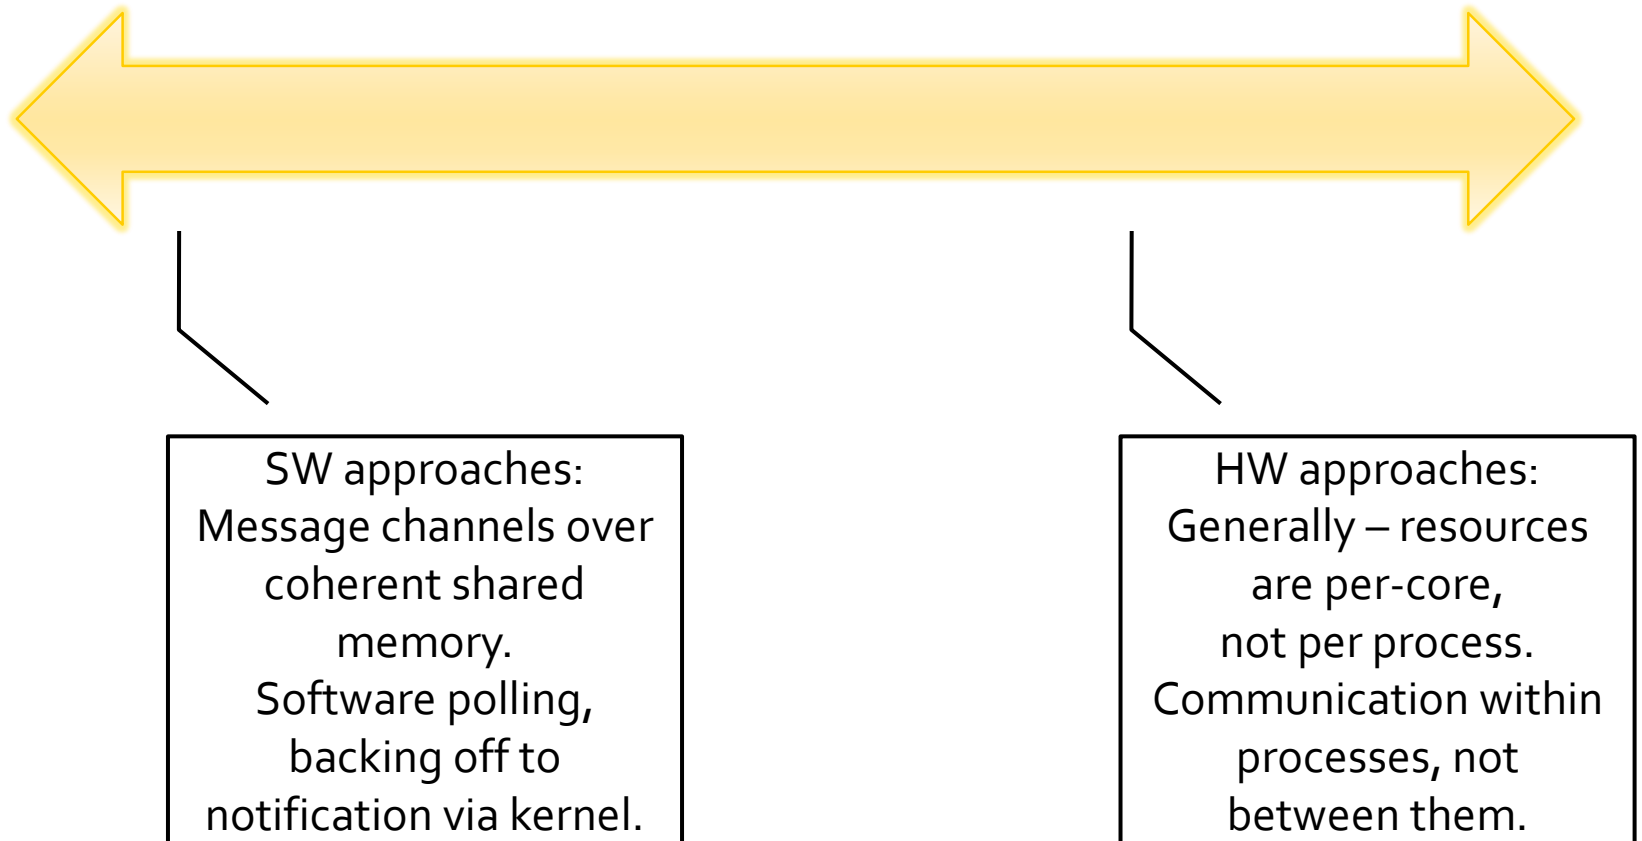 SW approaches:
Message channels over
coherent shared
memory.
Software polling,
backing off to
notification via kernel.
HW approaches:
Generally – resources
are per-core,
not per process.
Communication within
processes, not
between them.